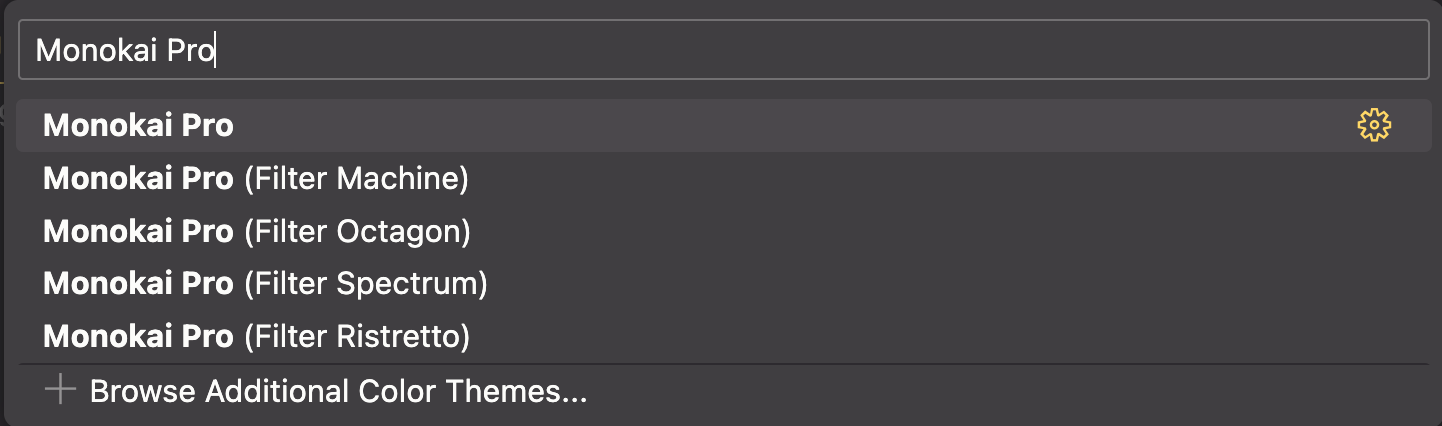 Monokai Pro
Monokai Pro
Monokai Pro (Filter Machine)
Monokai Pro (Filter Octagon)
Monokai Pro (Filter Spectrum)
Monokai Pro (Filter Ristretto)
Browse Additional Color Themes...